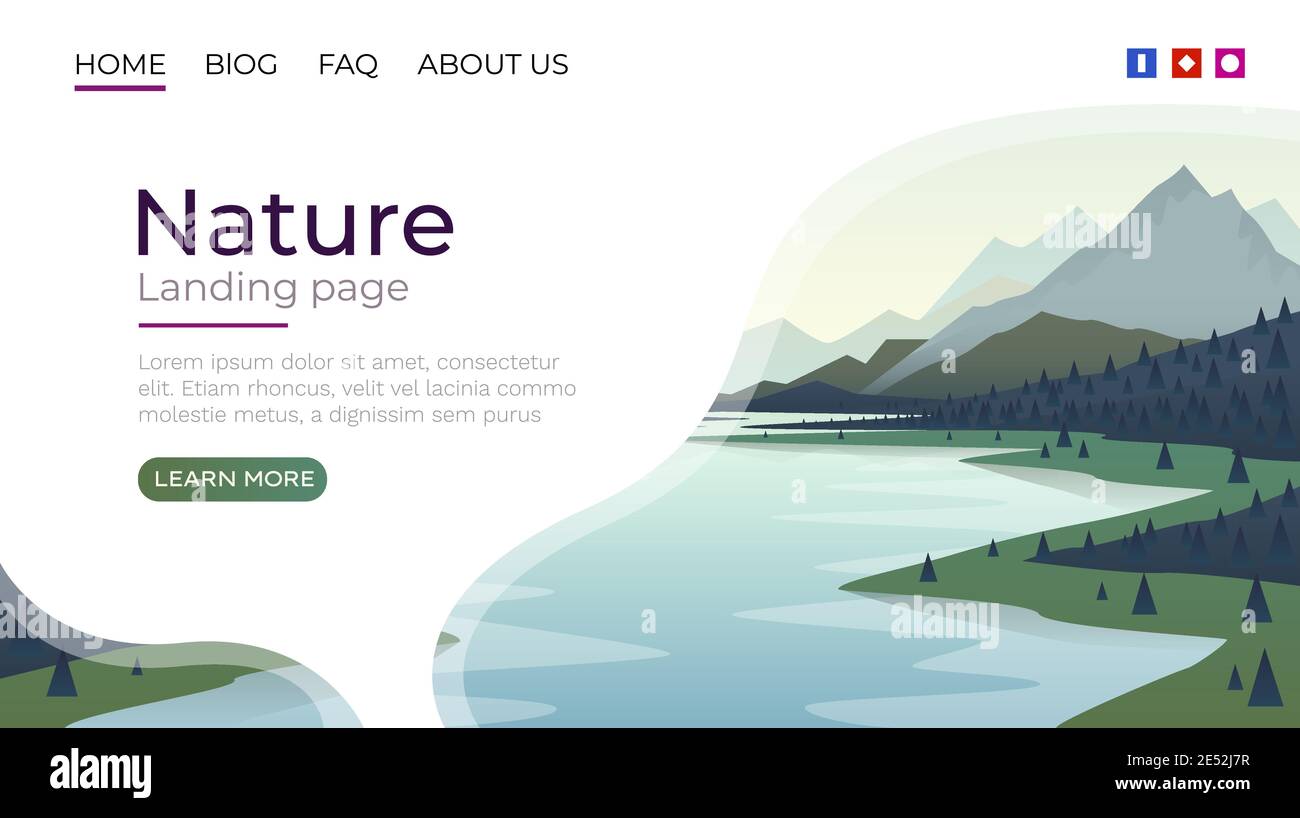 HOME BlOG FAQ ABOUT US
Nature
Landing page
Lorem ipsum dolor sit amet, consectetur
elit. Etiam rhoncus, velit vel lacinia commo
molestie metus, a dignissim sem purus
LEARN MORE
alamy
alamy
alamy
a
a
a
a
a
a
a
a
alamy
Image ID: 2E52J7R
www.alamy.com